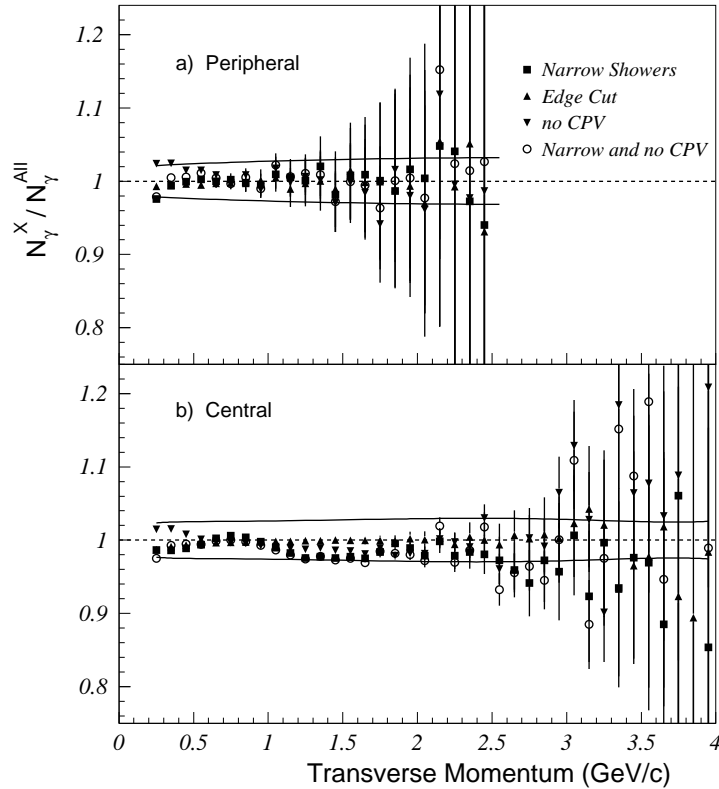 1.2
1.1
1
0.9
0.8
a) Peripheral
Narrow Showers
Edge Cut
no CPV
Narrow and no CPV
N_γ^X / N_γ^All
1.2
1.1
1
0.9
0.8
b) Central
0 0.5 1 1.5 2 2.5 3 3.5 4
Transverse Momentum (GeV/c)